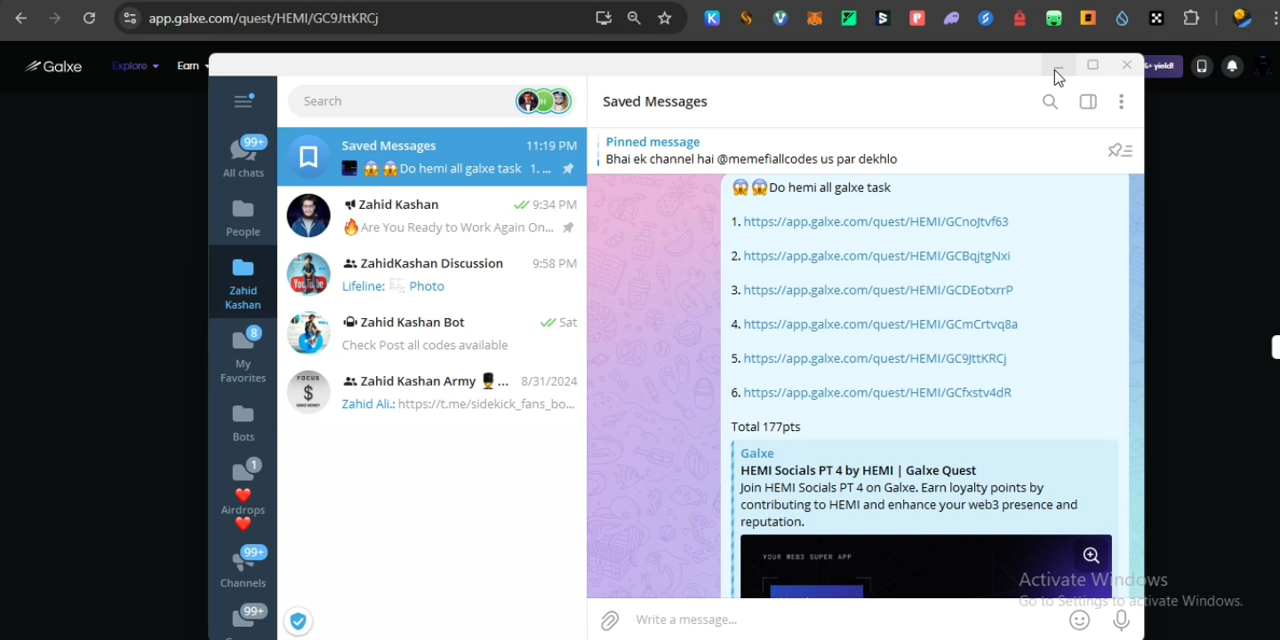 app.galxe.com/quest/HEMI/GC9JttKRCj
Galxe
Explore
Earn
yield!
Search
Saved Messages
Pinned message
Bhai ek channel hai @memefiallcodes us par dekhlo
99+
All chats
People
Zahid
Kashan
8
My
Favorites
Bots
1
Airdrops
99+
Channels
99+
Saved Messages 11:19 PM
😱 😱Do hemi all galxe task 1. ...
Zahid Kashan 9:34 PM
🔥Are You Ready to Work Again On...
ZahidKashan Discussion 9:58 PM
Lifeline: Photo
Zahid Kashan Bot Sat
Check Post all codes available
FOCUS
$
Zahid Kashan Army 💂... 8/31/2024
Zahid Ali.: https://t.me/sidekick_fans_bo...
😱😱Do hemi all galxe task
1. https://app.galxe.com/quest/HEMI/GCnoJtvf63
2. https://app.galxe.com/quest/HEMI/GCBqjtgNxi
3. https://app.galxe.com/quest/HEMI/GCDEotxrrP
4. https://app.galxe.com/quest/HEMI/GCmCrtvq8a
5. https://app.galxe.com/quest/HEMI/GC9JttKRCj
6. https://app.galxe.com/quest/HEMI/GCfxstv4dR
Total 177pts
Galxe
HEMI Socials PT 4 by HEMI | Galxe Quest
Join HEMI Socials PT 4 on Galxe. Earn loyalty points by
contributing to HEMI and enhance your web3 presence and
reputation.
YOUR WEB3 SUPER APP
Activate Windows
Go to Settings to activate Windows.
Write a message...